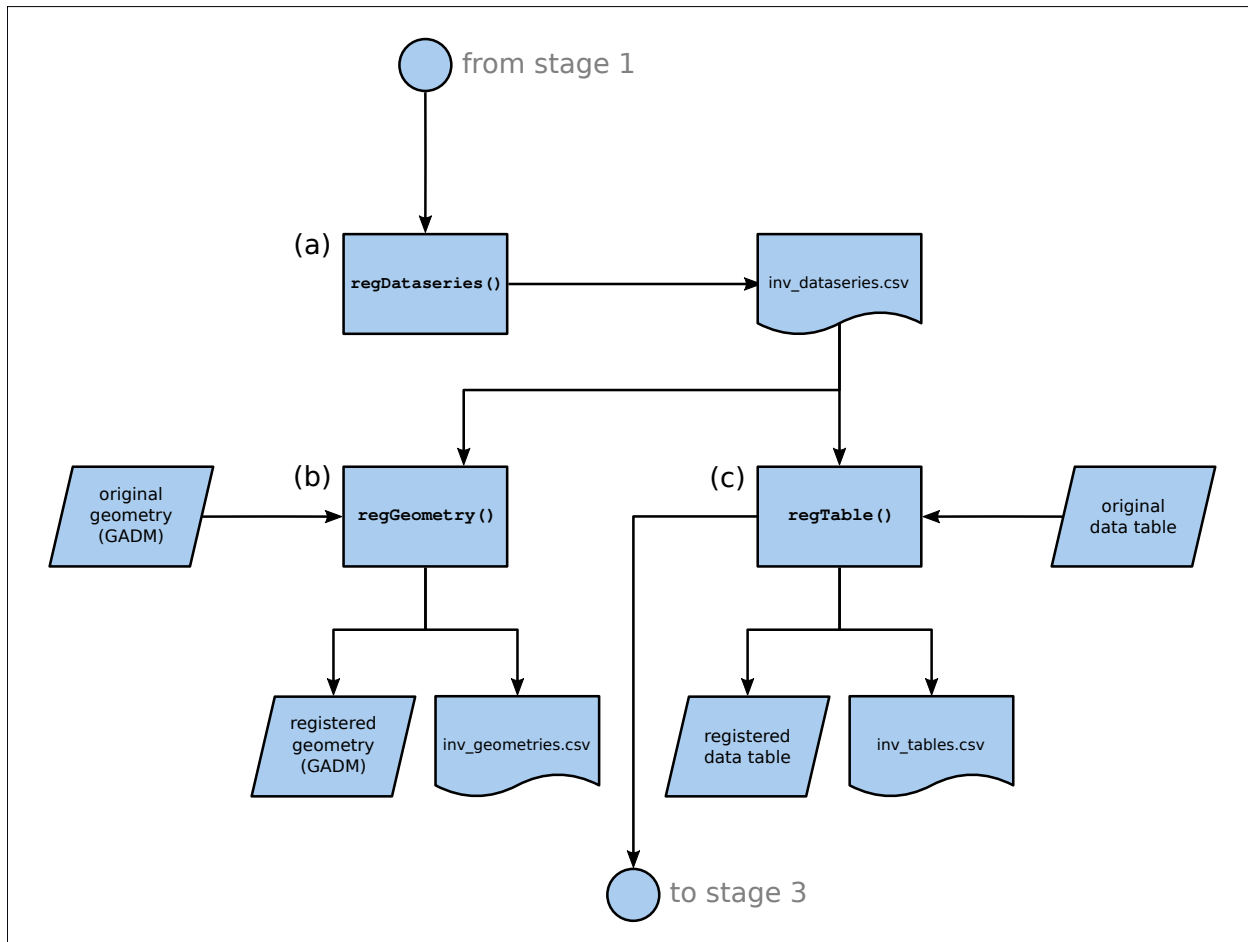 from stage 1
(a)
regDataseries()
inv_dataseries.csv
original
geometry
(GADM)
(b)
regGeometry()
(c)
regTable()
original
data table
registered
geometry
(GADM)
inv_geometries.csv
registered
data table
inv_tables.csv
to stage 3